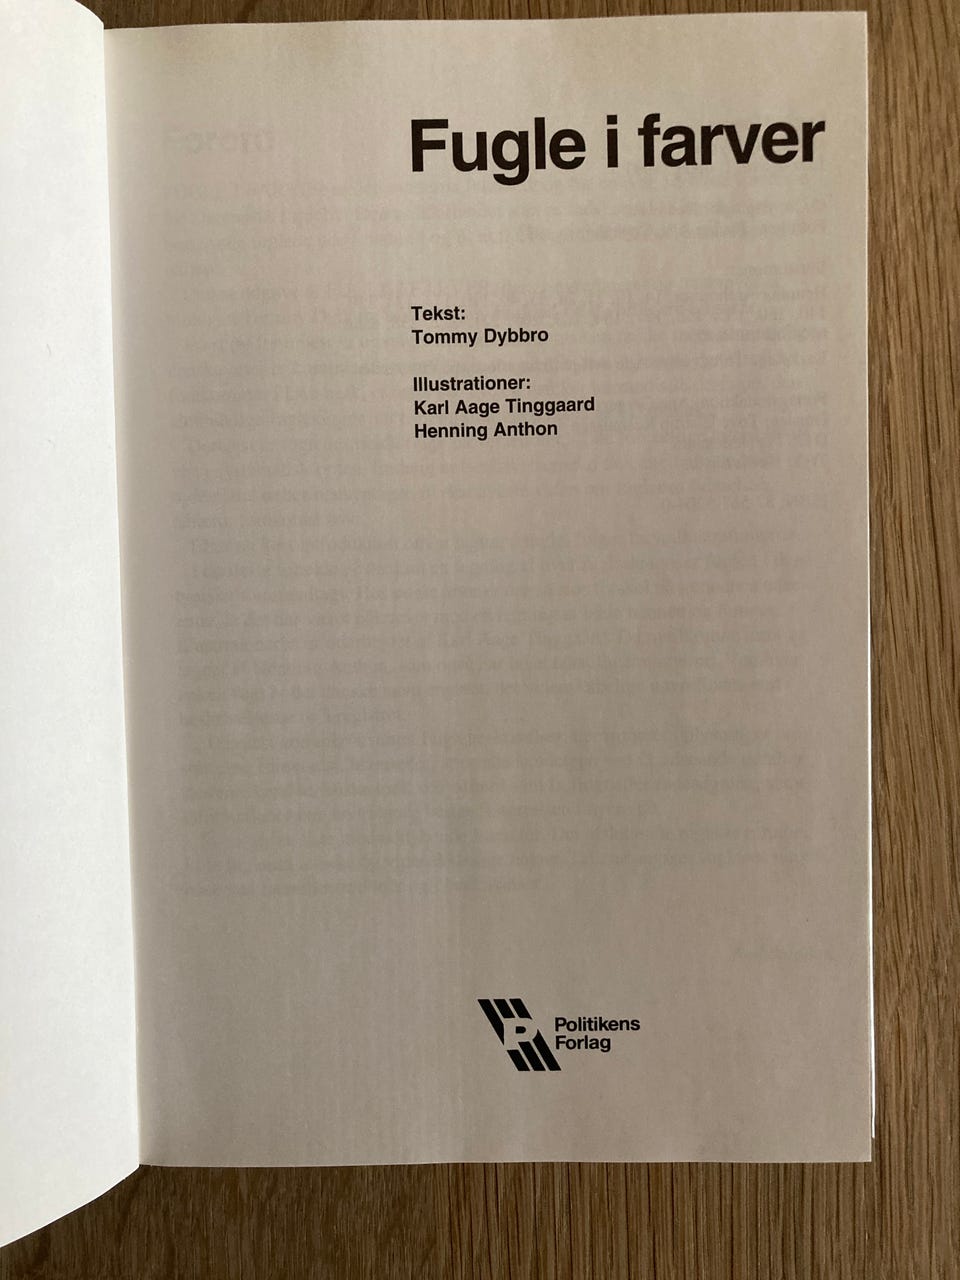 Fugle i farver
Tekst:
Tommy Dybbro
Illustrationer:
Karl Aage Tinggaard
Henning Anthon
Politikens
Forlag